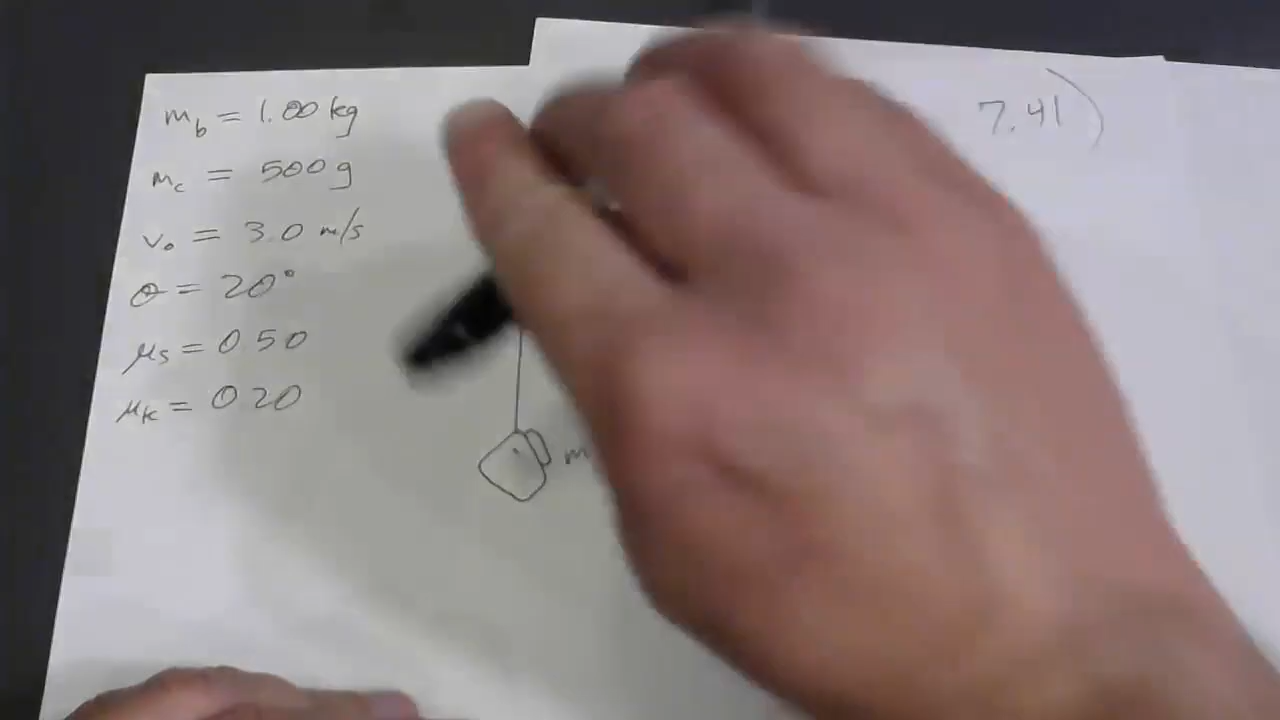 m_b = 1.00 kg
m_c = 500 g
v_0 = 3.0 m/s
θ = 20°
μ_s = 0.50
μ_k = 0.20
7.41)
m